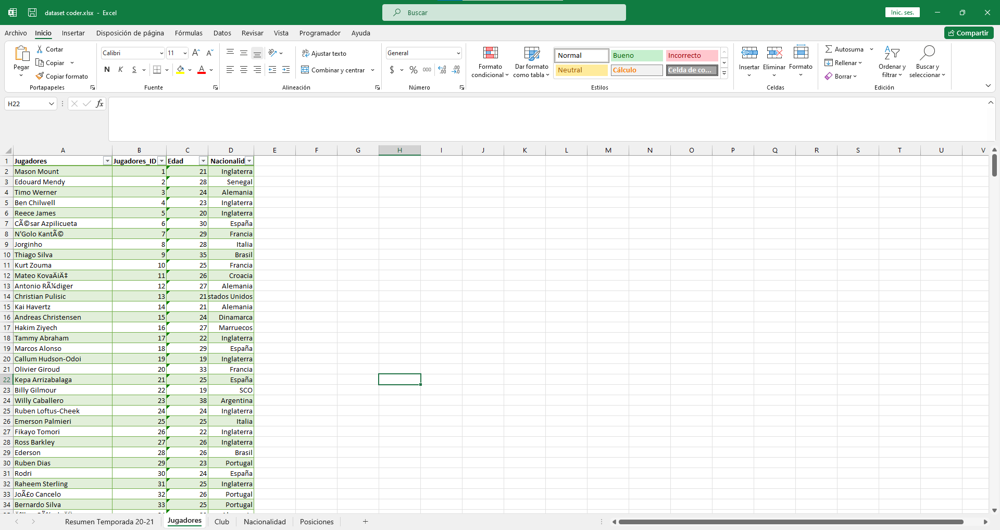 dataset coder.xlsx - Excel
Buscar
Inic. ses.
Archivo Inicio Insertar Disposición de página Fórmulas Datos Revisar Vista Programador Ayuda
Compartir
Pegar
Cortar
Copiar
Copiar formato
Portapapeles
Calibri 11
N K S
Fuente
Ajustar texto
Combinar y centrar
Alineación
General
$ % 000
Número
Formato condicional
Dar formato como tabla
Normal Bueno Incorrecto
Neutral Cálculo Celda de co...
Estilos
Insertar Eliminar Formato
Celdas
Autosuma
Rellenar
Borrar
Ordenar y filtrar
Buscar y seleccionar
Edición
H22
fx
A B C D E F G H I J K L M N O P Q R S T U V
1 Jugadores Jugadores_ID Edad Nacionalid
2 Mason Mount 1 21 Inglaterra
3 Edouard Mendy 2 28 Senegal
4 Timo Werner 3 24 Alemania
5 Ben Chilwell 4 23 Inglaterra
6 Reece James 5 20 Inglaterra
7 CÃ©sar Azpilicueta 6 30 España
8 N'Golo KantÃ© 7 29 Francia
9 Jorginho 8 28 Italia
10 Thiago Silva 9 35 Brasil
11 Kurt Zouma 10 25 Francia
12 Mateo KovaÄiÄ‡ 11 26 Croacia
13 Antonio RÃ¼diger 12 27 Alemania
14 Christian Pulisic 13 21 stados Unidos
15 Kai Havertz 14 21 Alemania
16 Andreas Christensen 15 24 Dinamarca
17 Hakim Ziyech 16 27 Marruecos
18 Tammy Abraham 17 22 Inglaterra
19 Marcos Alonso 18 29 España
20 Callum Hudson-Odoi 19 19 Inglaterra
21 Olivier Giroud 20 33 Francia
22 Kepa Arrizabalaga 21 25 España
23 Billy Gilmour 22 19 SCO
24 Willy Caballero 23 38 Argentina
25 Ruben Loftus-Cheek 24 24 Inglaterra
26 Emerson Palmieri 25 25 Italia
27 Fikayo Tomori 26 22 Inglaterra
28 Ross Barkley 27 26 Inglaterra
29 Ederson 28 26 Brasil
30 Ruben Dias 29 23 Portugal
31 Rodri 30 24 España
32 Raheem Sterling 31 25 Inglaterra
33 JoÃ£o Cancelo 32 26 Portugal
34 Bernardo Silva 33 25 Portugal
Resumen Temporada 20-21 Jugadores Club Nacionalidad Posiciones